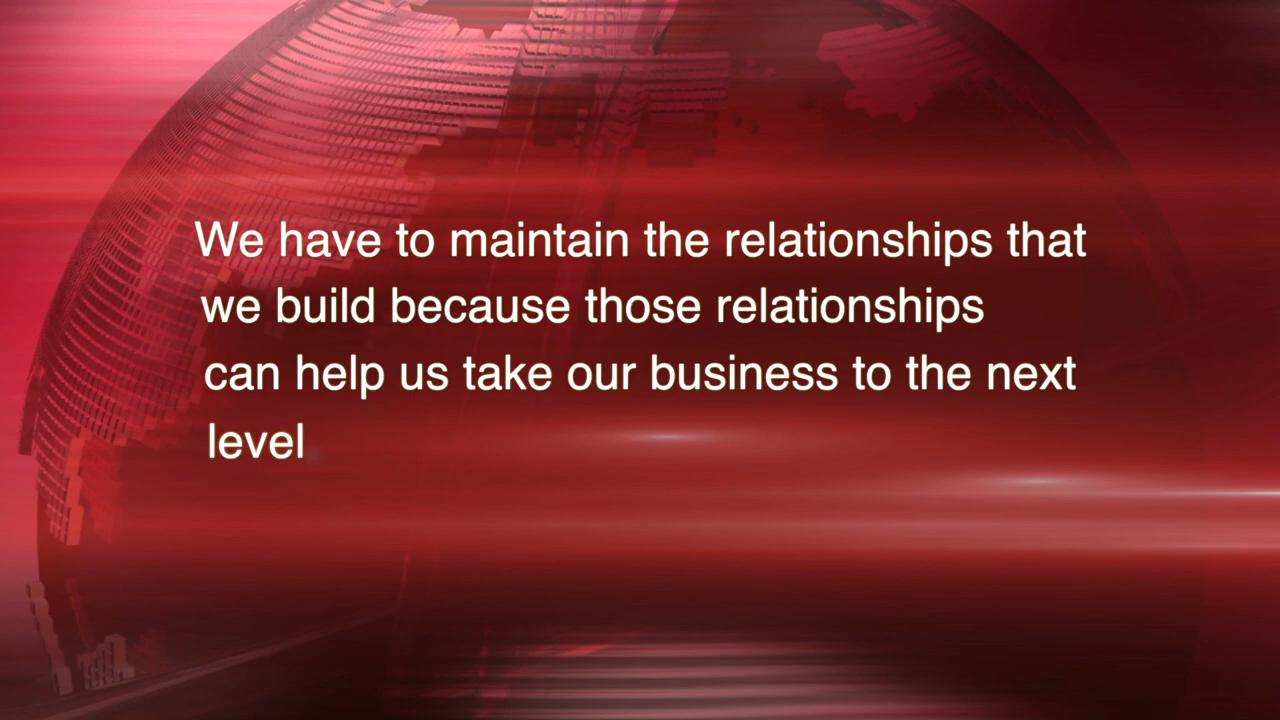 We have to maintain the relationships that
we build because those relationships
can help us take our business to the next
level